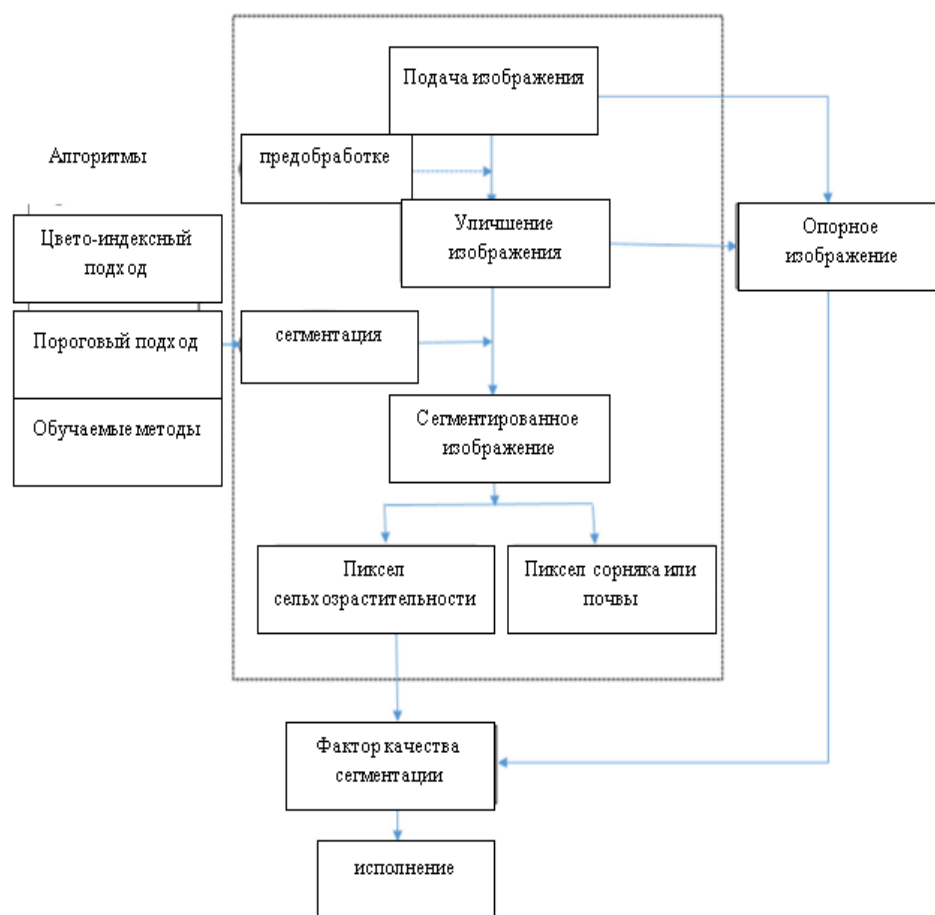 Подача изображения
Алгоритмы
предобработке
Уличшение
изображения
Опорное
изображение
Цвето-индексный
подход
Пороговый подход
сегментация
Обучаемые методы
Сегментированное
изображение
Пиксел
сельхозрастительности
Пиксел сорняка или
почвы
Фактор качества
сегментации
исполнение